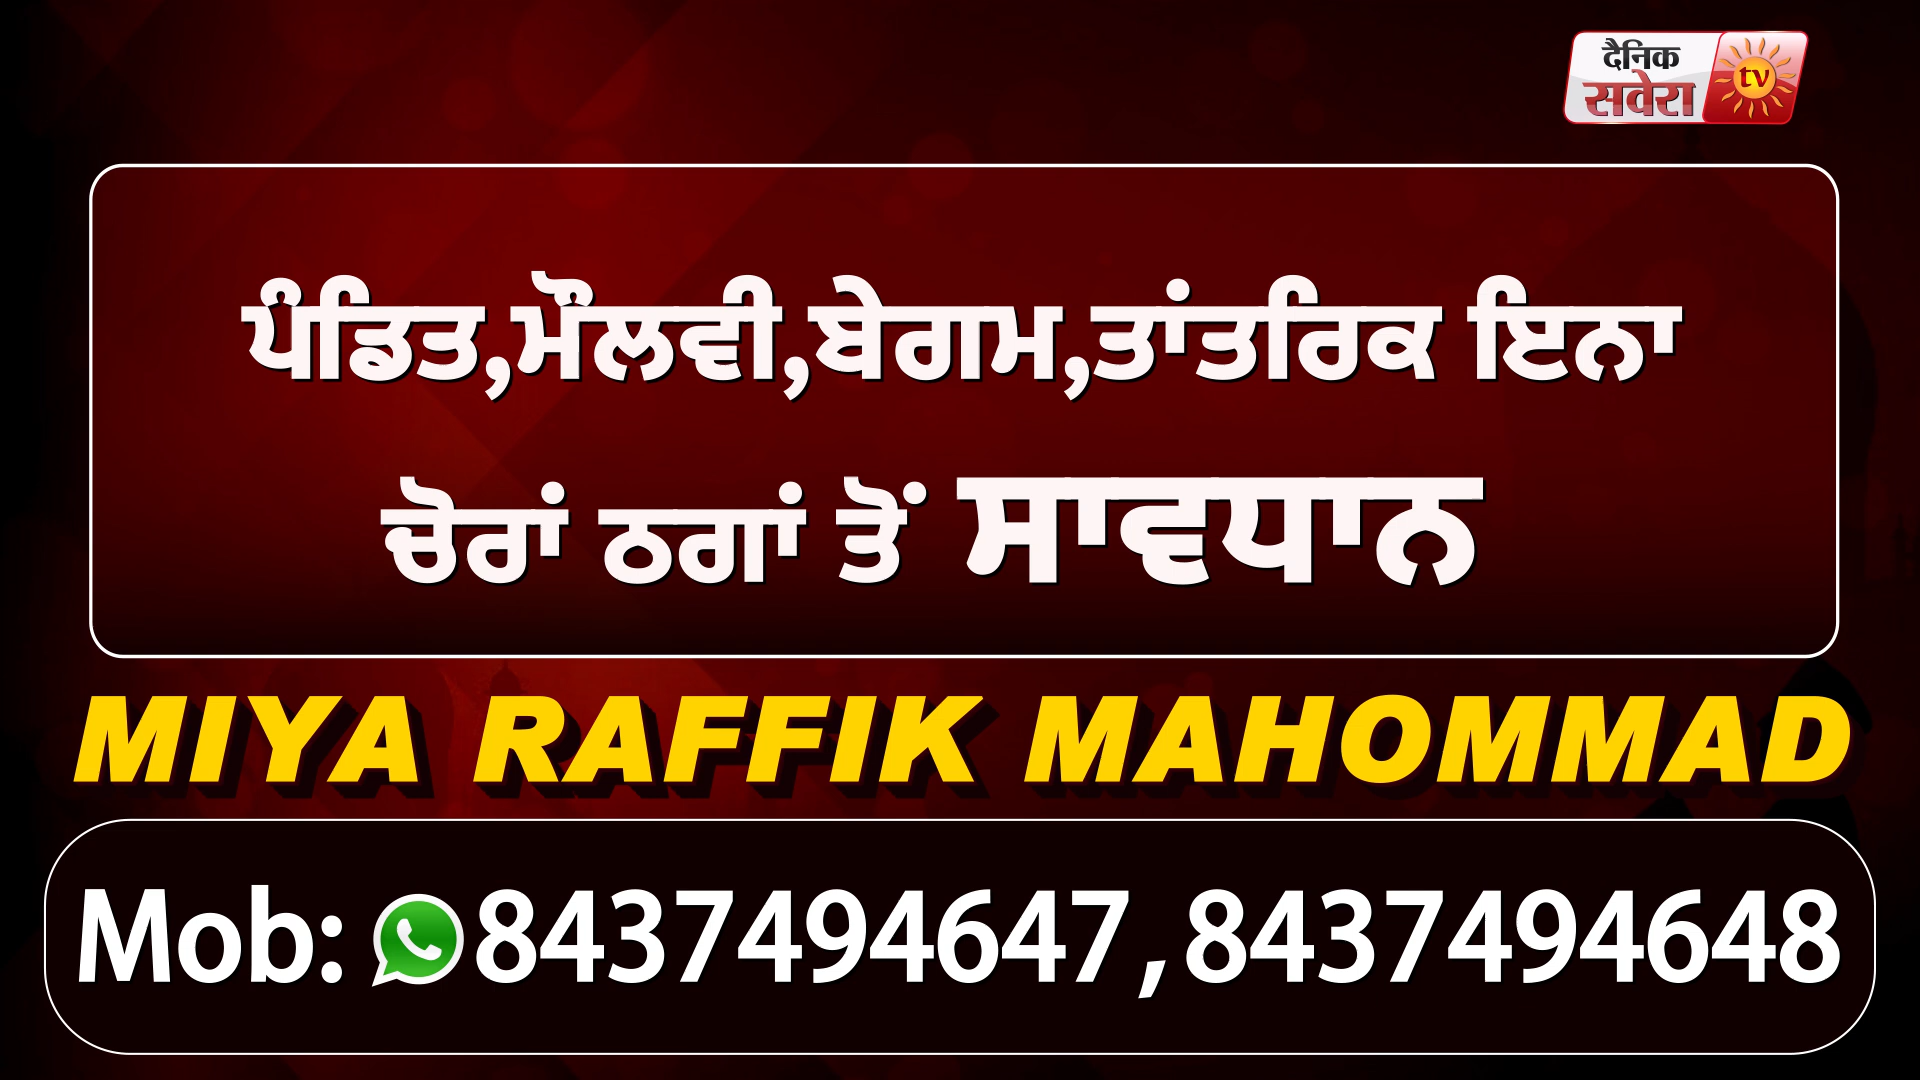 दैनिक
सवेरा
tv
ਪੰਡਿਤ,ਮੌਲਵੀ,ਬੇਗਮ,ਤਾਂਤਰਿਕ ਇਨਾ
ਚੋਰਾਂ ਠਗਾਂ ਤੋਂ ਸਾਵਧਾਨ
MIYA RAFFIK MAHOMMAD
Mob: 8437494647, 8437494648